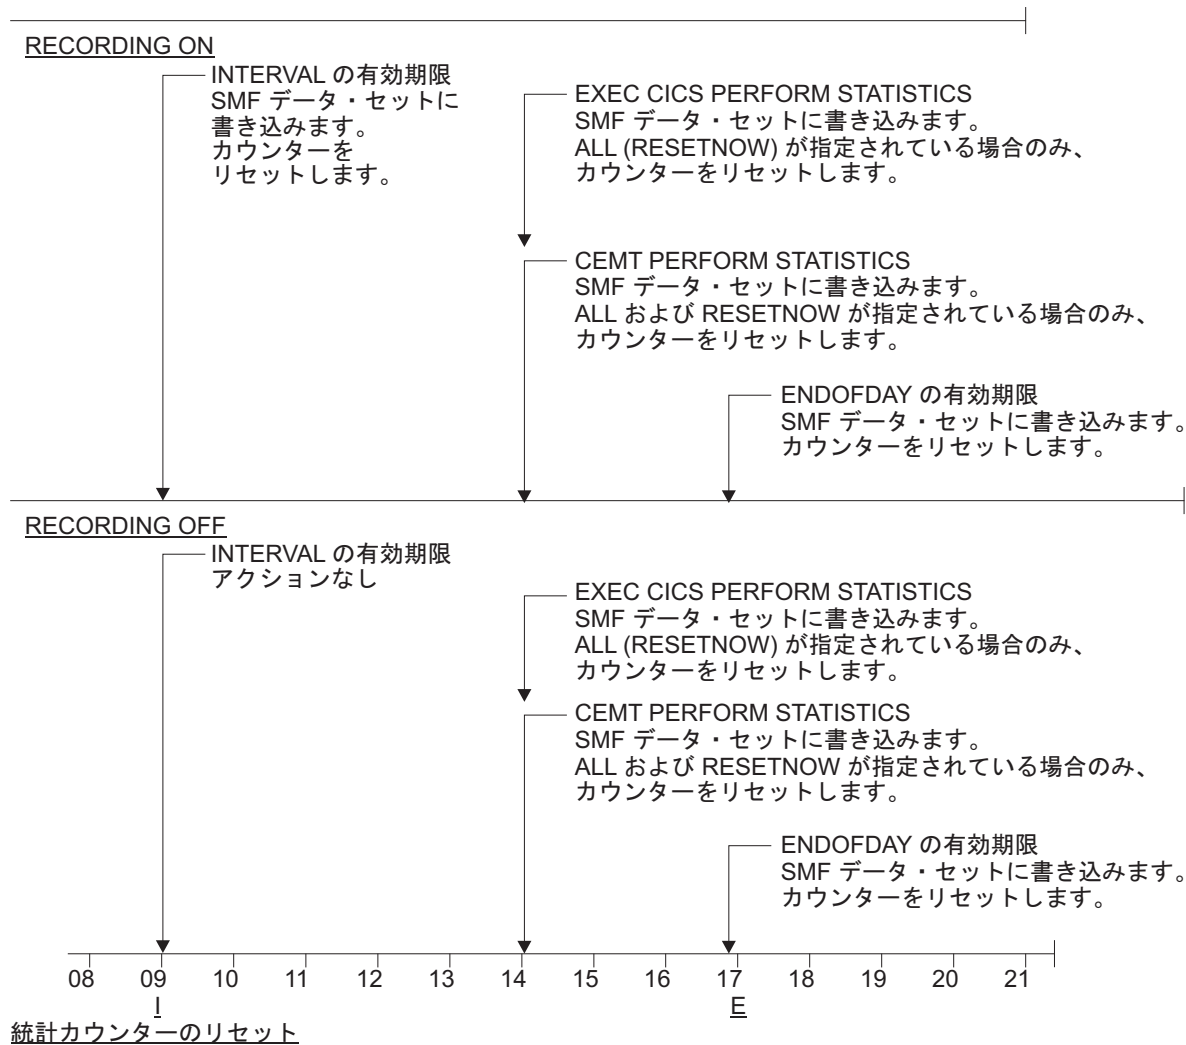 RECORDING ON
INTERVAL の有効期限
SMF データ・セットに
書き込みます。
カウンターを
リセットします。
EXEC CICS PERFORM STATISTICS
SMF データ・セットに書き込みます。
ALL (RESETNOW) が指定されている場合のみ、
カウンターをリセットします。
CEMT PERFORM STATISTICS
SMF データ・セットに書き込みます。
ALL および RESETNOW が指定されている場合のみ、
カウンターをリセットします。
ENDOFDAY の有効期限
SMF データ・セットに書き込みます。
カウンターをリセットします。
RECORDING OFF
INTERVAL の有効期限
アクションなし
EXEC CICS PERFORM STATISTICS
SMF データ・セットに書き込みます。
ALL (RESETNOW) が指定されている場合のみ、
カウンターをリセットします。
CEMT PERFORM STATISTICS
SMF データ・セットに書き込みます。
ALL および RESETNOW が指定されている場合のみ、
カウンターをリセットします。
ENDOFDAY の有効期限
SMF データ・セットに書き込みます。
カウンターをリセットします。
08 09 10 11 12 13 14 15 16 17 18 19 20 21
I E
統計カウンターのリセット